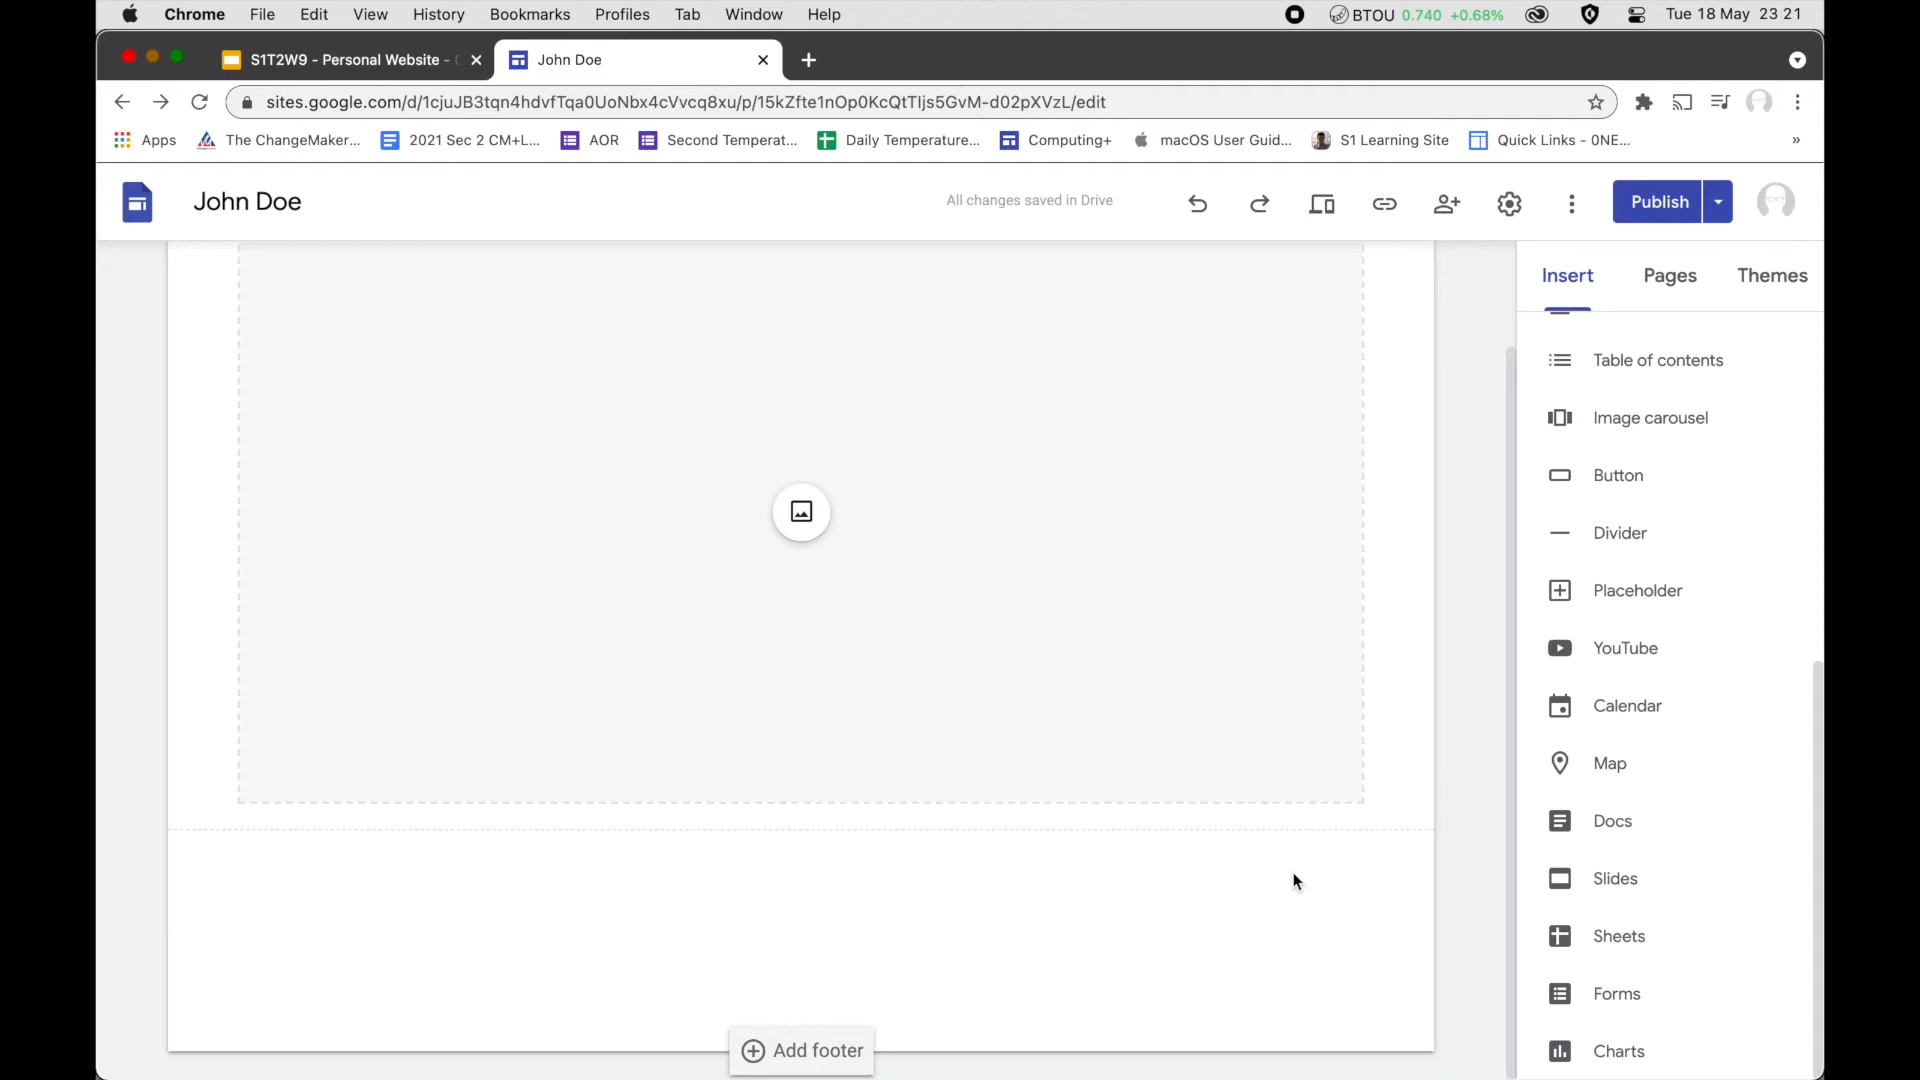 Chrome File Edit View History Bookmarks Profiles Tab Window Help BTOU 0.740 +0.68% Tue 18 May 23 21
S1T2W9 - Personal Website - John Doe
sites.google.com/d/1cjuJB3tqn4hdvfTqa0UoNbx4cVvcq8xu/p/15kZfte1nOp0KcQtTIjs5GvM-d02pXVzL/edit
Apps The ChangeMaker... 2021 Sec 2 CM+L... AOR Second Temperat... Daily Temperature... Computing+ macOS User Guid... S1 Learning Site Quick Links - 0NE... »
John Doe All changes saved in Drive Publish
Insert Pages Themes
Table of contents
Image carousel
Button
Divider
Placeholder
YouTube
Calendar
Map
Docs
Slides
Sheets
Forms
Charts
Add footer